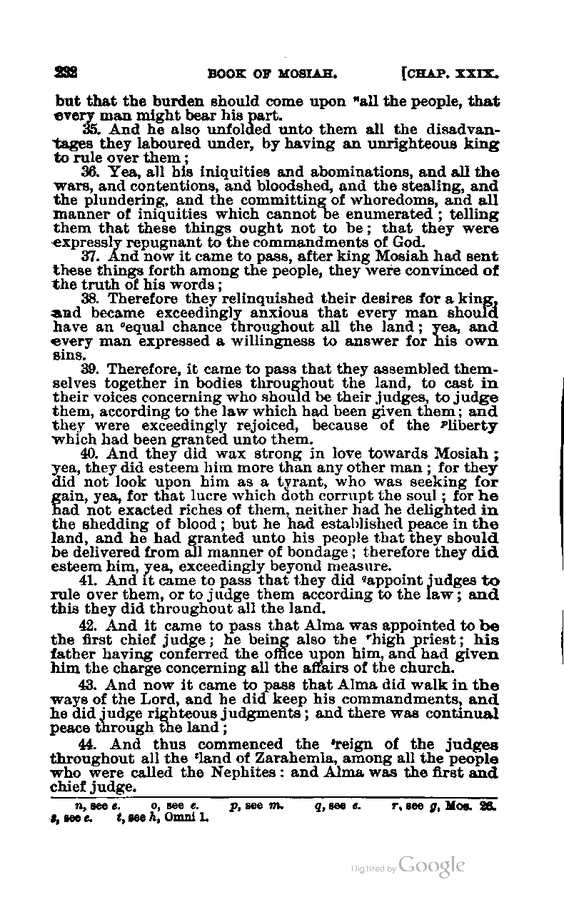 232 BOOK OF MOSIAH. [CHAP. XXIX.
but that the burden should come upon ⁿall the people, that
every man might bear his part.
35. And he also unfolded unto them all the disadvan-
tages they laboured under, by having an unrighteous king
to rule over them;
36. Yea, all his iniquities and abominations, and all the
wars, and contentions, and bloodshed, and the stealing, and
the plundering, and the committing of whoredoms, and all
manner of iniquities which cannot be enumerated; telling
them that these things ought not to be; that they were
expressly repugnant to the commandments of God.
37. And now it came to pass, after king Mosiah had sent
these things forth among the people, they were convinced of
the truth of his words;
38. Therefore they relinquished their desires for a king,
and became exceedingly anxious that every man should
have an ᵒequal chance throughout all the land; yea, and
every man expressed a willingness to answer for his own
sins.
39. Therefore, it came to pass that they assembled them-
selves together in bodies throughout the land, to cast in
their voices concerning who should be their judges, to judge
them, according to the law which had been given them; and
they were exceedingly rejoiced, because of the ᵖliberty
which had been granted unto them.
40. And they did wax strong in love towards Mosiah;
yea, they did esteem him more than any other man; for they
did not look upon him as a tyrant, who was seeking for
gain, yea, for that lucre which doth corrupt the soul; for he
had not exacted riches of them, neither had he delighted in
the shedding of blood; but he had established peace in the
land, and he had granted unto his people that they should
be delivered from all manner of bondage; therefore they did
esteem him, yea, exceedingly beyond measure.
41. And it came to pass that they did qappoint judges to
rule over them, or to judge them according to the law; and
this they did throughout all the land.
42. And it came to pass that Alma was appointed to be
the first chief judge; he being also the ʳhigh priest; his
father having conferred the office upon him, and had given
him the charge concerning all the affairs of the church.
43. And now it came to pass that Alma did walk in the
ways of the Lord, and he did keep his commandments, and
he did judge righteous judgments; and there was continual
peace through the land;
44. And thus commenced the ˢreign of the judges
throughout all the ᵗland of Zarahemla, among all the people
who were called the Nephites: and Alma was the first and
chief judge.
n, see e. o, see e. p, see m. q, see e. r, see g, Mos. 26.
s, see e. t, see h, Omni 1.
Digitized by Google